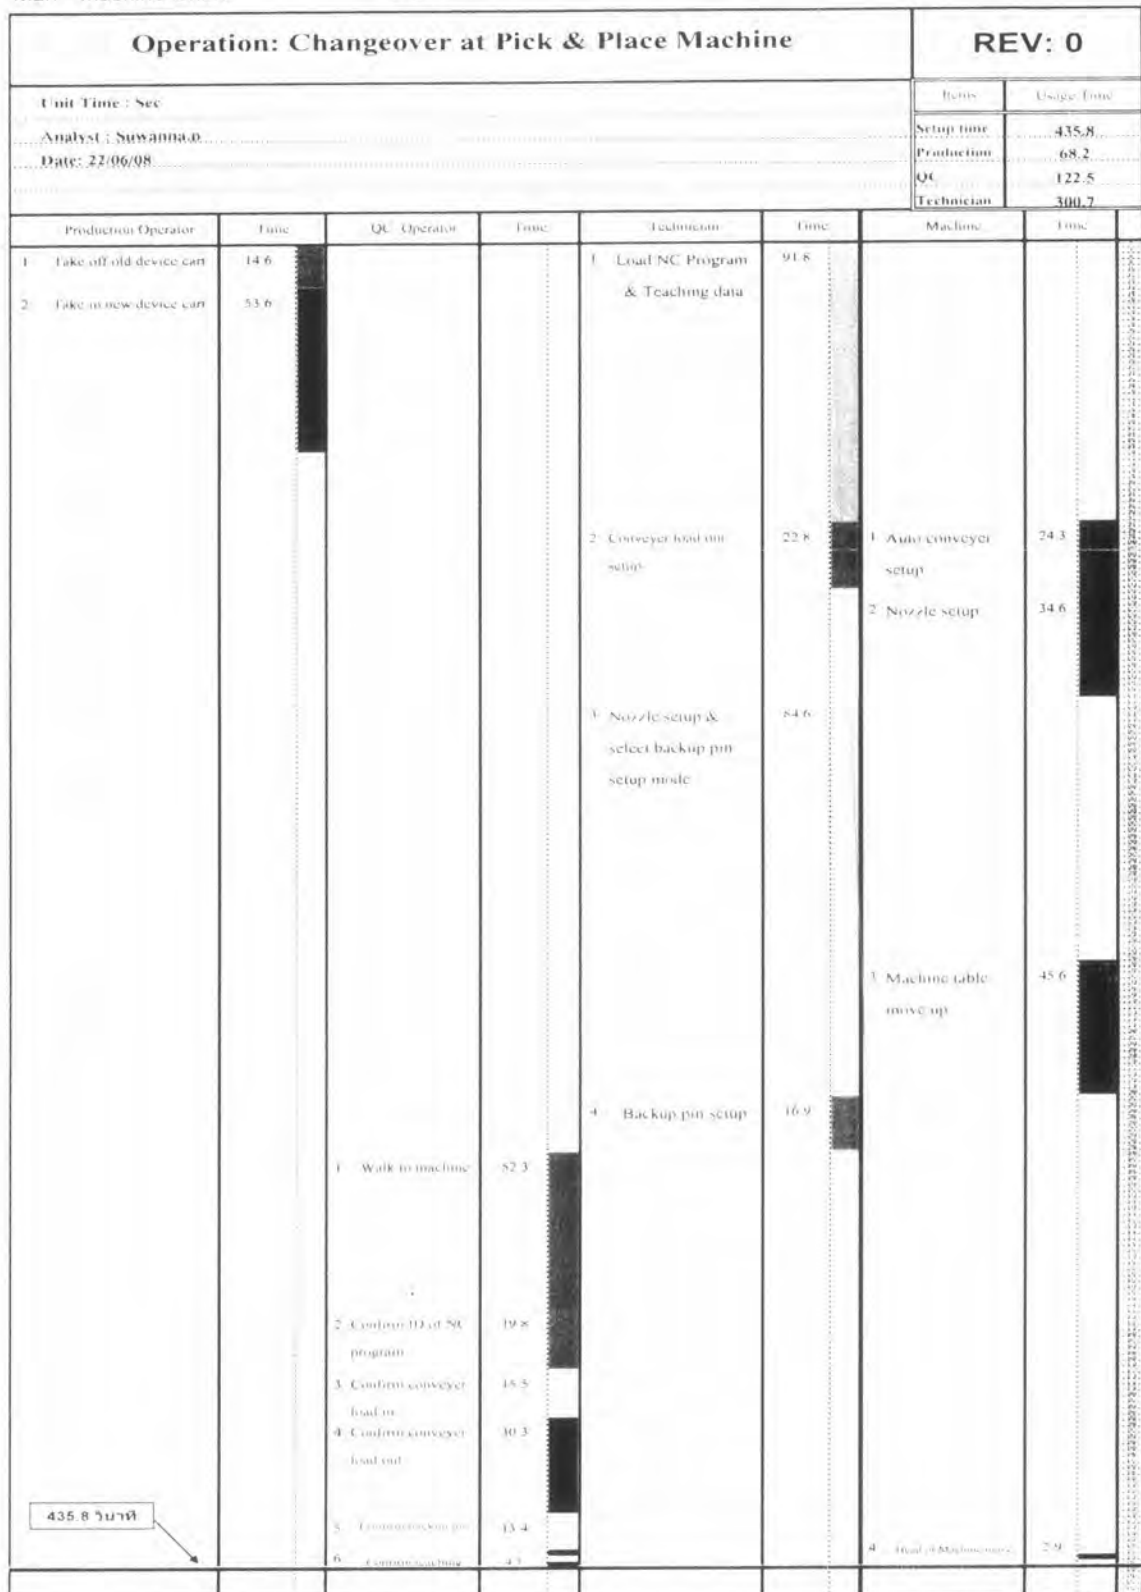 Operation: Changeover at Pick & Place Machine
REV: 0
Unit Time : Sec
Analyst : Suwanna.p
Date: 22/06/08
Items Usage Time
Setup time 435.8
Production 68.2
QC 122.5
Technician 300.7
Production Operator Time QC Operator Time Technician Time Machine Time
1 Take off old device cart 14.6
2 Take in new device cart 53.6
1 Load NC Program 91.8
& Teaching data
2 Conveyer load out 22.8
setup
1 Auto conveyer 24.3
setup
2 Nozzle setup 34.6
3 Nozzle setup & 84.6
select backup pin
setup mode
3 Machine table 45.6
move up
4 Backup pin setup 16.9
1 Walk to machine 52.3
2 Confirm ID of NC 19.8
program
3 Confirm conveyer 15.5
load in
4 Confirm conveyer 30.3
load out
435.8 วินาที
5 13.4
6 Confirm teaching
4 Head of Machine 2.9